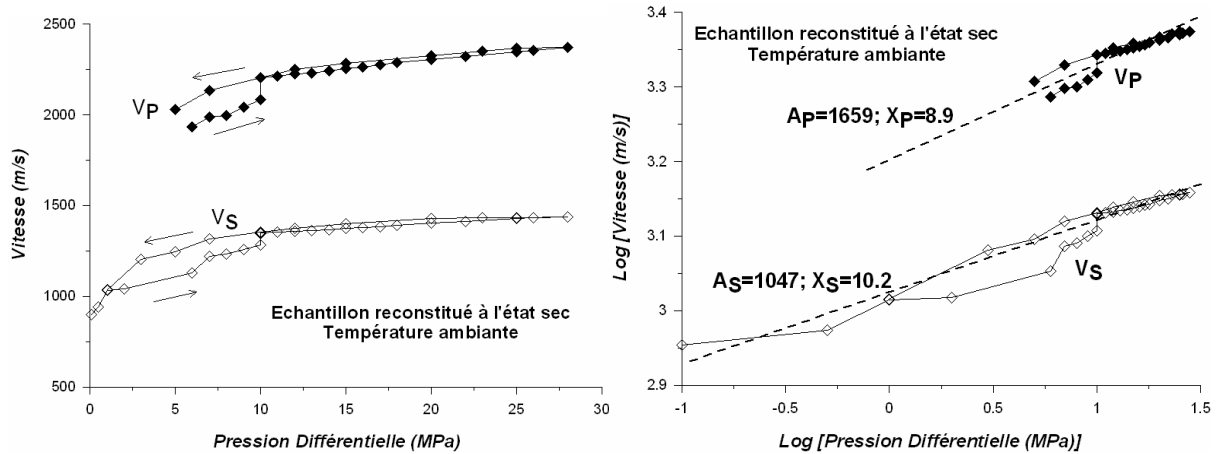 2500
2000
1500
1000
500
0
5
10
15
20
25
30
Vitesse (m/s)
Pression Différentielle (MPa)
VP
VS
Echantillon reconstitué à l'état sec
Température ambiante
3.4
3.3
3.2
3.1
3
2.9
-1
-0.5
0
0.5
1
1.5
Log [Vitesse (m/s)]
Log [Pression Différentielle (MPa)]
Echantillon reconstitué à l'état sec
Température ambiante
VP
AP=1659; XP=8.9
AS=1047; XS=10.2
VS